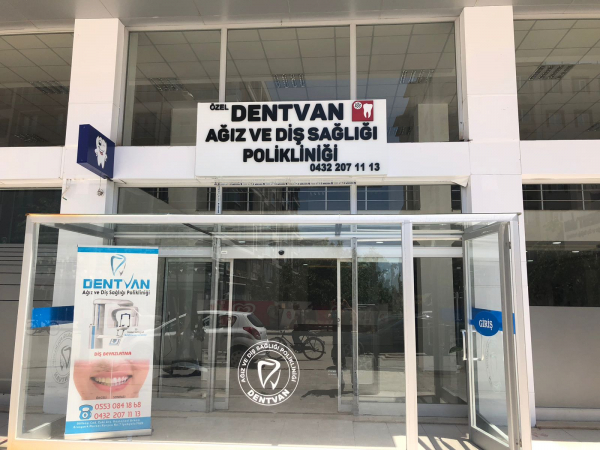 ÖZEL DENTVAN
AĞIZ VE DİŞ SAĞLIĞI
POLİKLİNİĞİ
0432 207 11 13
DENTVAN
Ağız ve Diş Sağlığı Polikliniği
DİŞ BEYAZLATMA
0553 084 18 68
0432 207 11 13
AĞIZ VE DİŞ SAĞLIĞI POLİKLİNİĞİ
DENTVAN
GİRİŞ